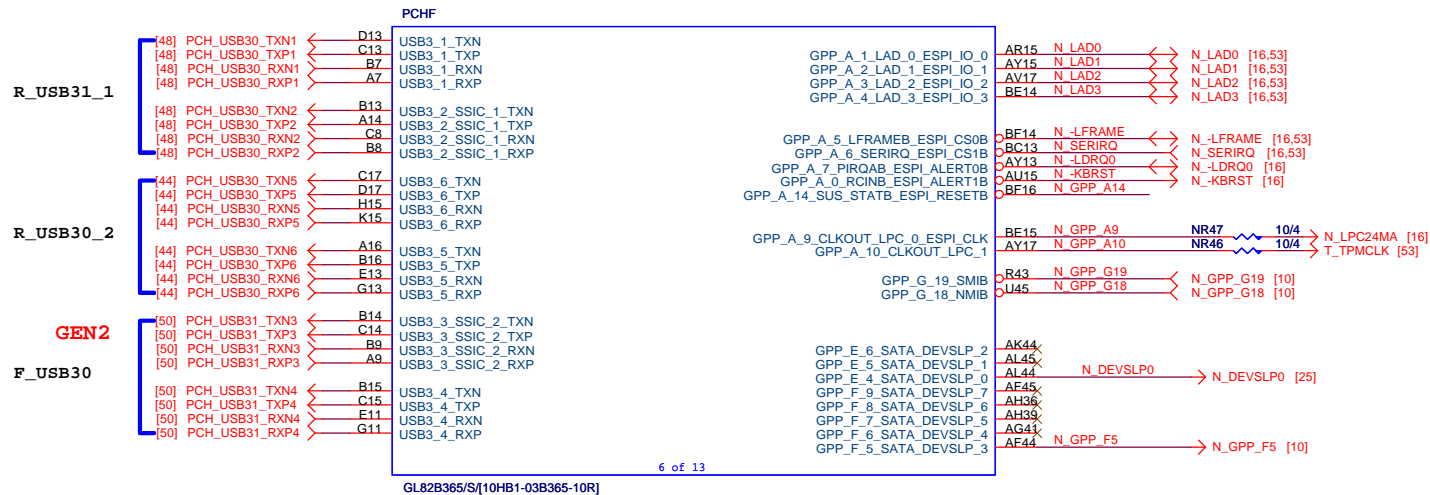 PCHF
R_USB31_1
[48] PCH_USB30_TXN1 D13 USB3_1_TXN
[48] PCH_USB30_TXP1 C13 USB3_1_TXP
[48] PCH_USB30_RXN1 B7 USB3_1_RXN
[48] PCH_USB30_RXP1 A7 USB3_1_RXP
[48] PCH_USB30_TXN2 B13 USB3_2_SSIC_1_TXN
[48] PCH_USB30_TXP2 A14 USB3_2_SSIC_1_TXP
[48] PCH_USB30_RXN2 C8 USB3_2_SSIC_1_RXN
[48] PCH_USB30_RXP2 B8 USB3_2_SSIC_1_RXP
R_USB30_2
[44] PCH_USB30_TXN5 C17 USB3_6_TXN
[44] PCH_USB30_TXP5 D17 USB3_6_TXP
[44] PCH_USB30_RXN5 H15 USB3_6_RXN
[44] PCH_USB30_RXP5 K15 USB3_6_RXP
[44] PCH_USB30_TXN6 A16 USB3_5_TXN
[44] PCH_USB30_TXP6 B16 USB3_5_TXP
[44] PCH_USB30_RXN6 E13 USB3_5_RXN
[44] PCH_USB30_RXP6 G13 USB3_5_RXP
GEN2
F_USB30
[50] PCH_USB31_TXN3 B14 USB3_3_SSIC_2_TXN
[50] PCH_USB31_TXP3 C14 USB3_3_SSIC_2_TXP
[50] PCH_USB31_RXN3 B9 USB3_3_SSIC_2_RXN
[50] PCH_USB31_RXP3 A9 USB3_3_SSIC_2_RXP
[50] PCH_USB31_TXN4 B15 USB3_4_TXN
[50] PCH_USB31_TXP4 C15 USB3_4_TXP
[50] PCH_USB31_RXN4 E11 USB3_4_RXN
[50] PCH_USB31_RXP4 G11 USB3_4_RXP
GPP_A_1_LAD_0_ESPI_IO_0 AR15 N_LAD0 N_LAD0 [16,53]
GPP_A_2_LAD_1_ESPI_IO_1 AY15 N_LAD1 N_LAD1 [16,53]
GPP_A_3_LAD_2_ESPI_IO_2 AV17 N_LAD2 N_LAD2 [16,53]
GPP_A_4_LAD_3_ESPI_IO_3 BE14 N_LAD3 N_LAD3 [16,53]
GPP_A_5_LFRAMEB_ESPI_CS0B BF14 N_-LFRAME N_-LFRAME [16,53]
GPP_A_6_SERIRQ_ESPI_CS1B BC13 N_SERIRQ N_SERIRQ [16,53]
GPP_A_7_PIRQAB_ESPI_ALERT0B AY13 N_-LDRQ0 N_-LDRQ0 [16]
GPP_A_0_RCINB_ESPI_ALERT1B AU15 N_-KBRST N_-KBRST [16]
GPP_A_14_SUS_STATB_ESPI_RESETB BF16 N_GPP_A14
GPP_A_9_CLKOUT_LPC_0_ESPI_CLK BE15 N_GPP_A9 NR47 10/4 N_LPC24MA [16]
GPP_A_10_CLKOUT_LPC_1 AY17 N_GPP_A10 NR46 10/4 T_TPMCLK [53]
GPP_G_19_SMIB R43 N_GPP_G19 N_GPP_G19 [10]
GPP_G_18_NMIB U45 N_GPP_G18 N_GPP_G18 [10]
GPP_E_6_SATA_DEVSLP_2 AK44
GPP_E_5_SATA_DEVSLP_1 AL45
GPP_E_4_SATA_DEVSLP_0 AL44 N_DEVSLP0 N_DEVSLP0 [25]
GPP_F_9_SATA_DEVSLP_7 AF45
GPP_F_8_SATA_DEVSLP_6 AH36
GPP_F_7_SATA_DEVSLP_5 AH39
GPP_F_6_SATA_DEVSLP_4 AG41
GPP_F_5_SATA_DEVSLP_3 AF44 N_GPP_F5 N_GPP_F5 [10]
6 of 13
GL82B365/S/[10HB1-03B365-10R]